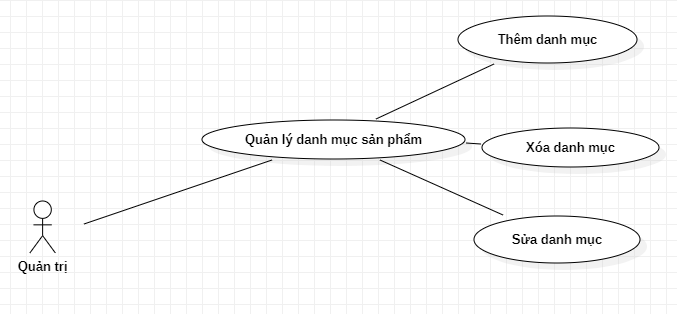 Thêm danh mục
Quản lý danh mục sản phẩm
Xóa danh mục
Sửa danh mục
Quản trị